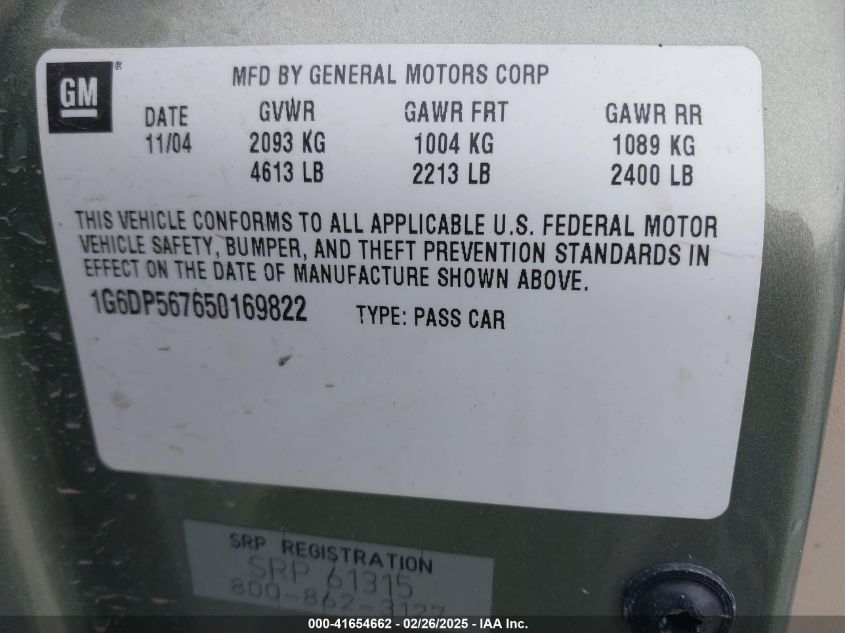 GM ®
MFD BY GENERAL MOTORS CORP
DATE GVWR GAWR FRT GAWR RR
11/04 2093 KG 1004 KG 1089 KG
4613 LB 2213 LB 2400 LB
THIS VEHICLE CONFORMS TO ALL APPLICABLE U.S. FEDERAL MOTOR
VEHICLE SAFETY, BUMPER, AND THEFT PREVENTION STANDARDS IN
EFFECT ON THE DATE OF MANUFACTURE SHOWN ABOVE.
1G6DP567650169822 TYPE: PASS CAR
SRP REGISTRATION
SRP 61315
800-862-3127
000-41654662 - 02/26/2025 - IAA Inc.